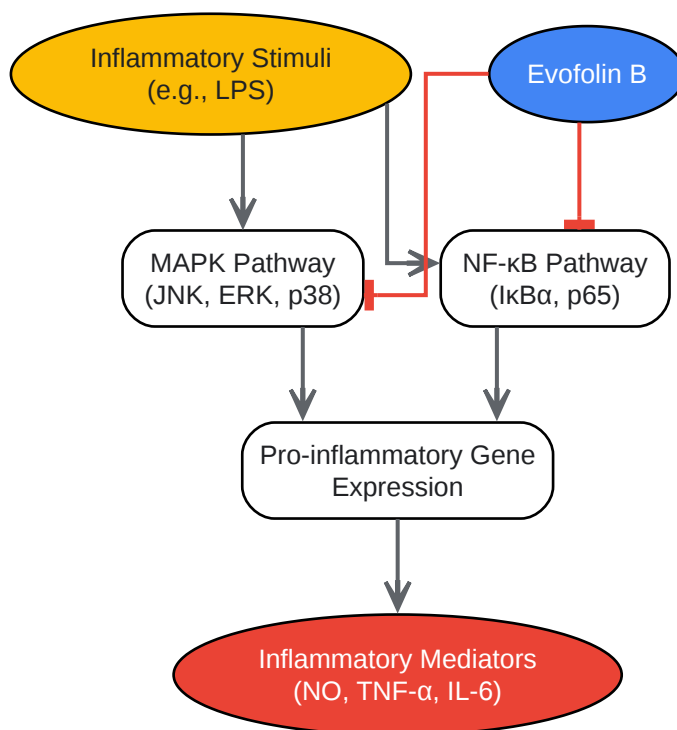 Inflammatory Stimuli
(e.g., LPS)
Evofolin B
MAPK Pathway
(JNK, ERK, p38)
NF-κB Pathway
(IκBα, p65)
Pro-inflammatory Gene
Expression
Inflammatory Mediators
(NO, TNF-α, IL-6)